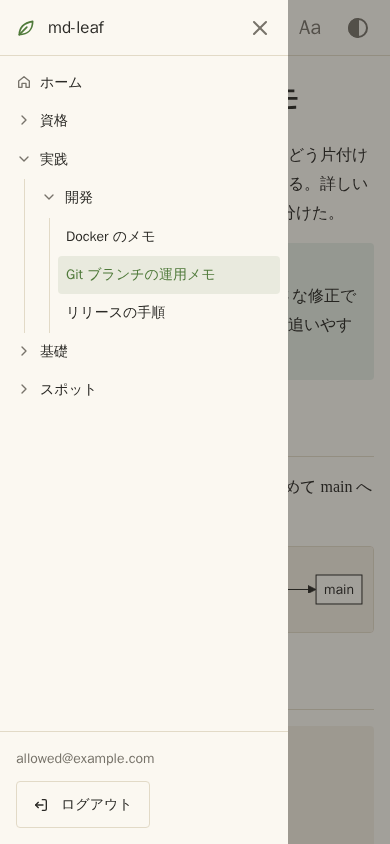 md-leaf
Aa
ホーム
資格
実践
開発
Docker のメモ
Git ブランチの運用メモ
リリースの手順
基礎
スポット
allowed@example.com
ログアウト
どう片付け
る。詳しい
分けた。
な修正で
追いやす
めて main へ
main